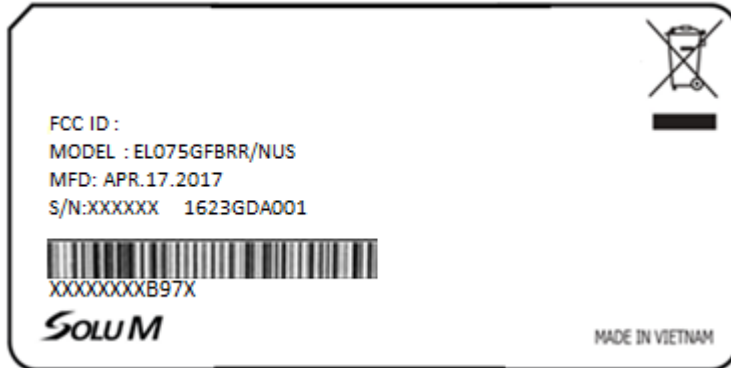 FCC ID :
MODEL : EL075GFBRR/NUS
MFD: APR.17.2017
S/N:XXXXXX 1623GDA001
XXXXXXXXB97X
SOLUM
MADE IN VIETNAM